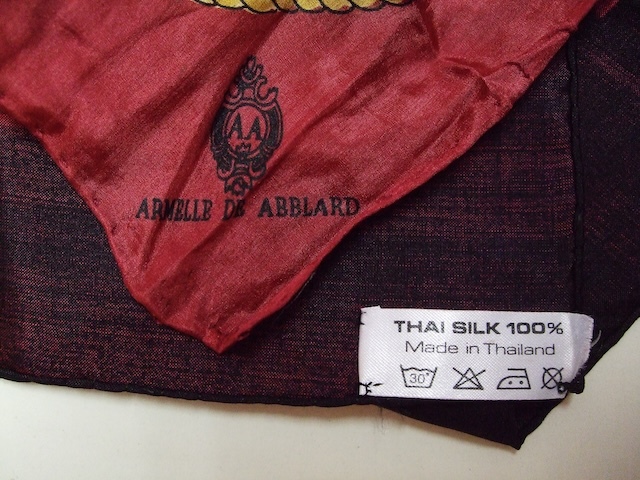 AA
ARMELLE DE ABBLARD
THAI SILK 100%
Made in Thailand
30°